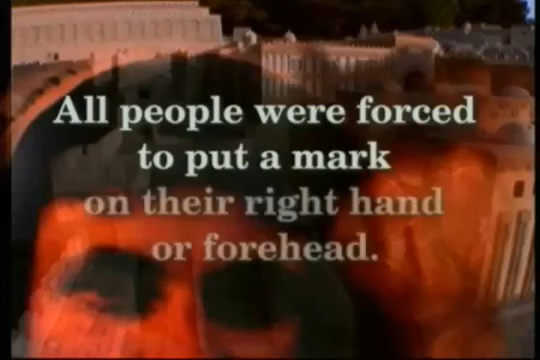 All people were forced
to put a mark
on their right hand
or forehead.